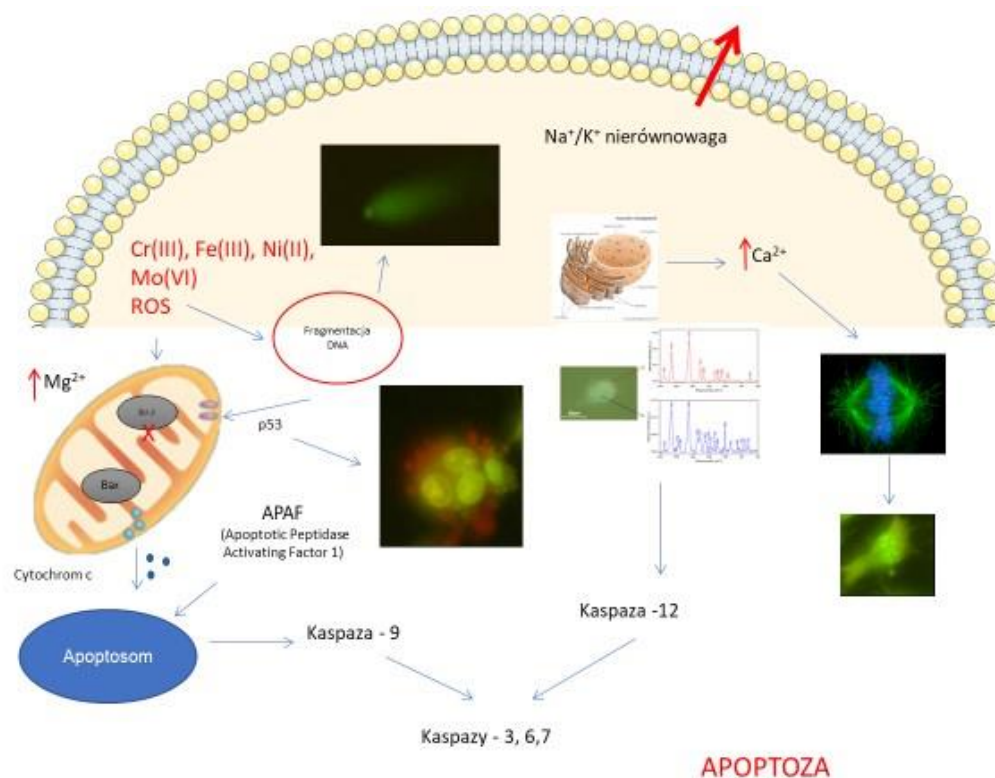 Na⁺/K⁺ nierównowaga
Cr(III), Fe(III), Ni(II),
Mo(VI)
ROS
Ca²⁺
Fragmentacja
DNA
Mg²⁺
p53
Bax
APAF
(Apoptotic Peptidase
Activating Factor 1)
Cytochrom c
Kaspaza -12
Apoptosom
Kaspaza - 9
Kaspazy - 3, 6,7
APOPTOZA